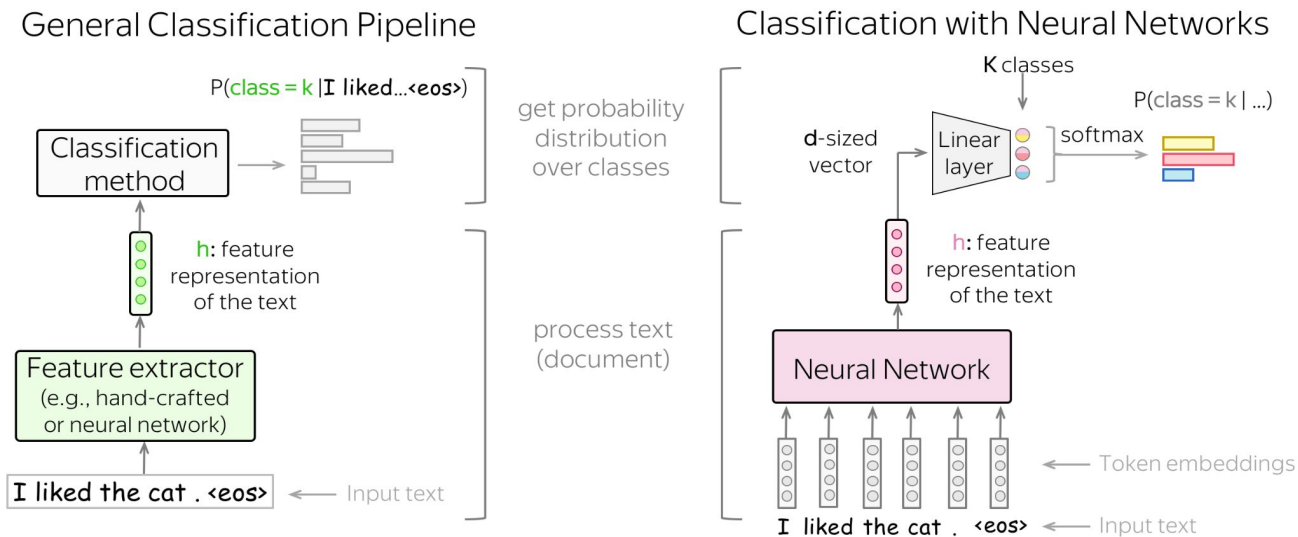 General Classification Pipeline
P(class = k |I liked...<eos>)
Classification
method
h: feature
representation
of the text
Feature extractor
(e.g., hand-crafted
or neural network)
I liked the cat . <eos>
Input text
get probability
distribution
over classes
process text
(document)
Classification with Neural Networks
K classes
P(class = k | ...)
d-sized
vector
Linear
layer
softmax
h: feature
representation
of the text
Neural Network
Token embeddings
I liked the cat . <eos>
Input text